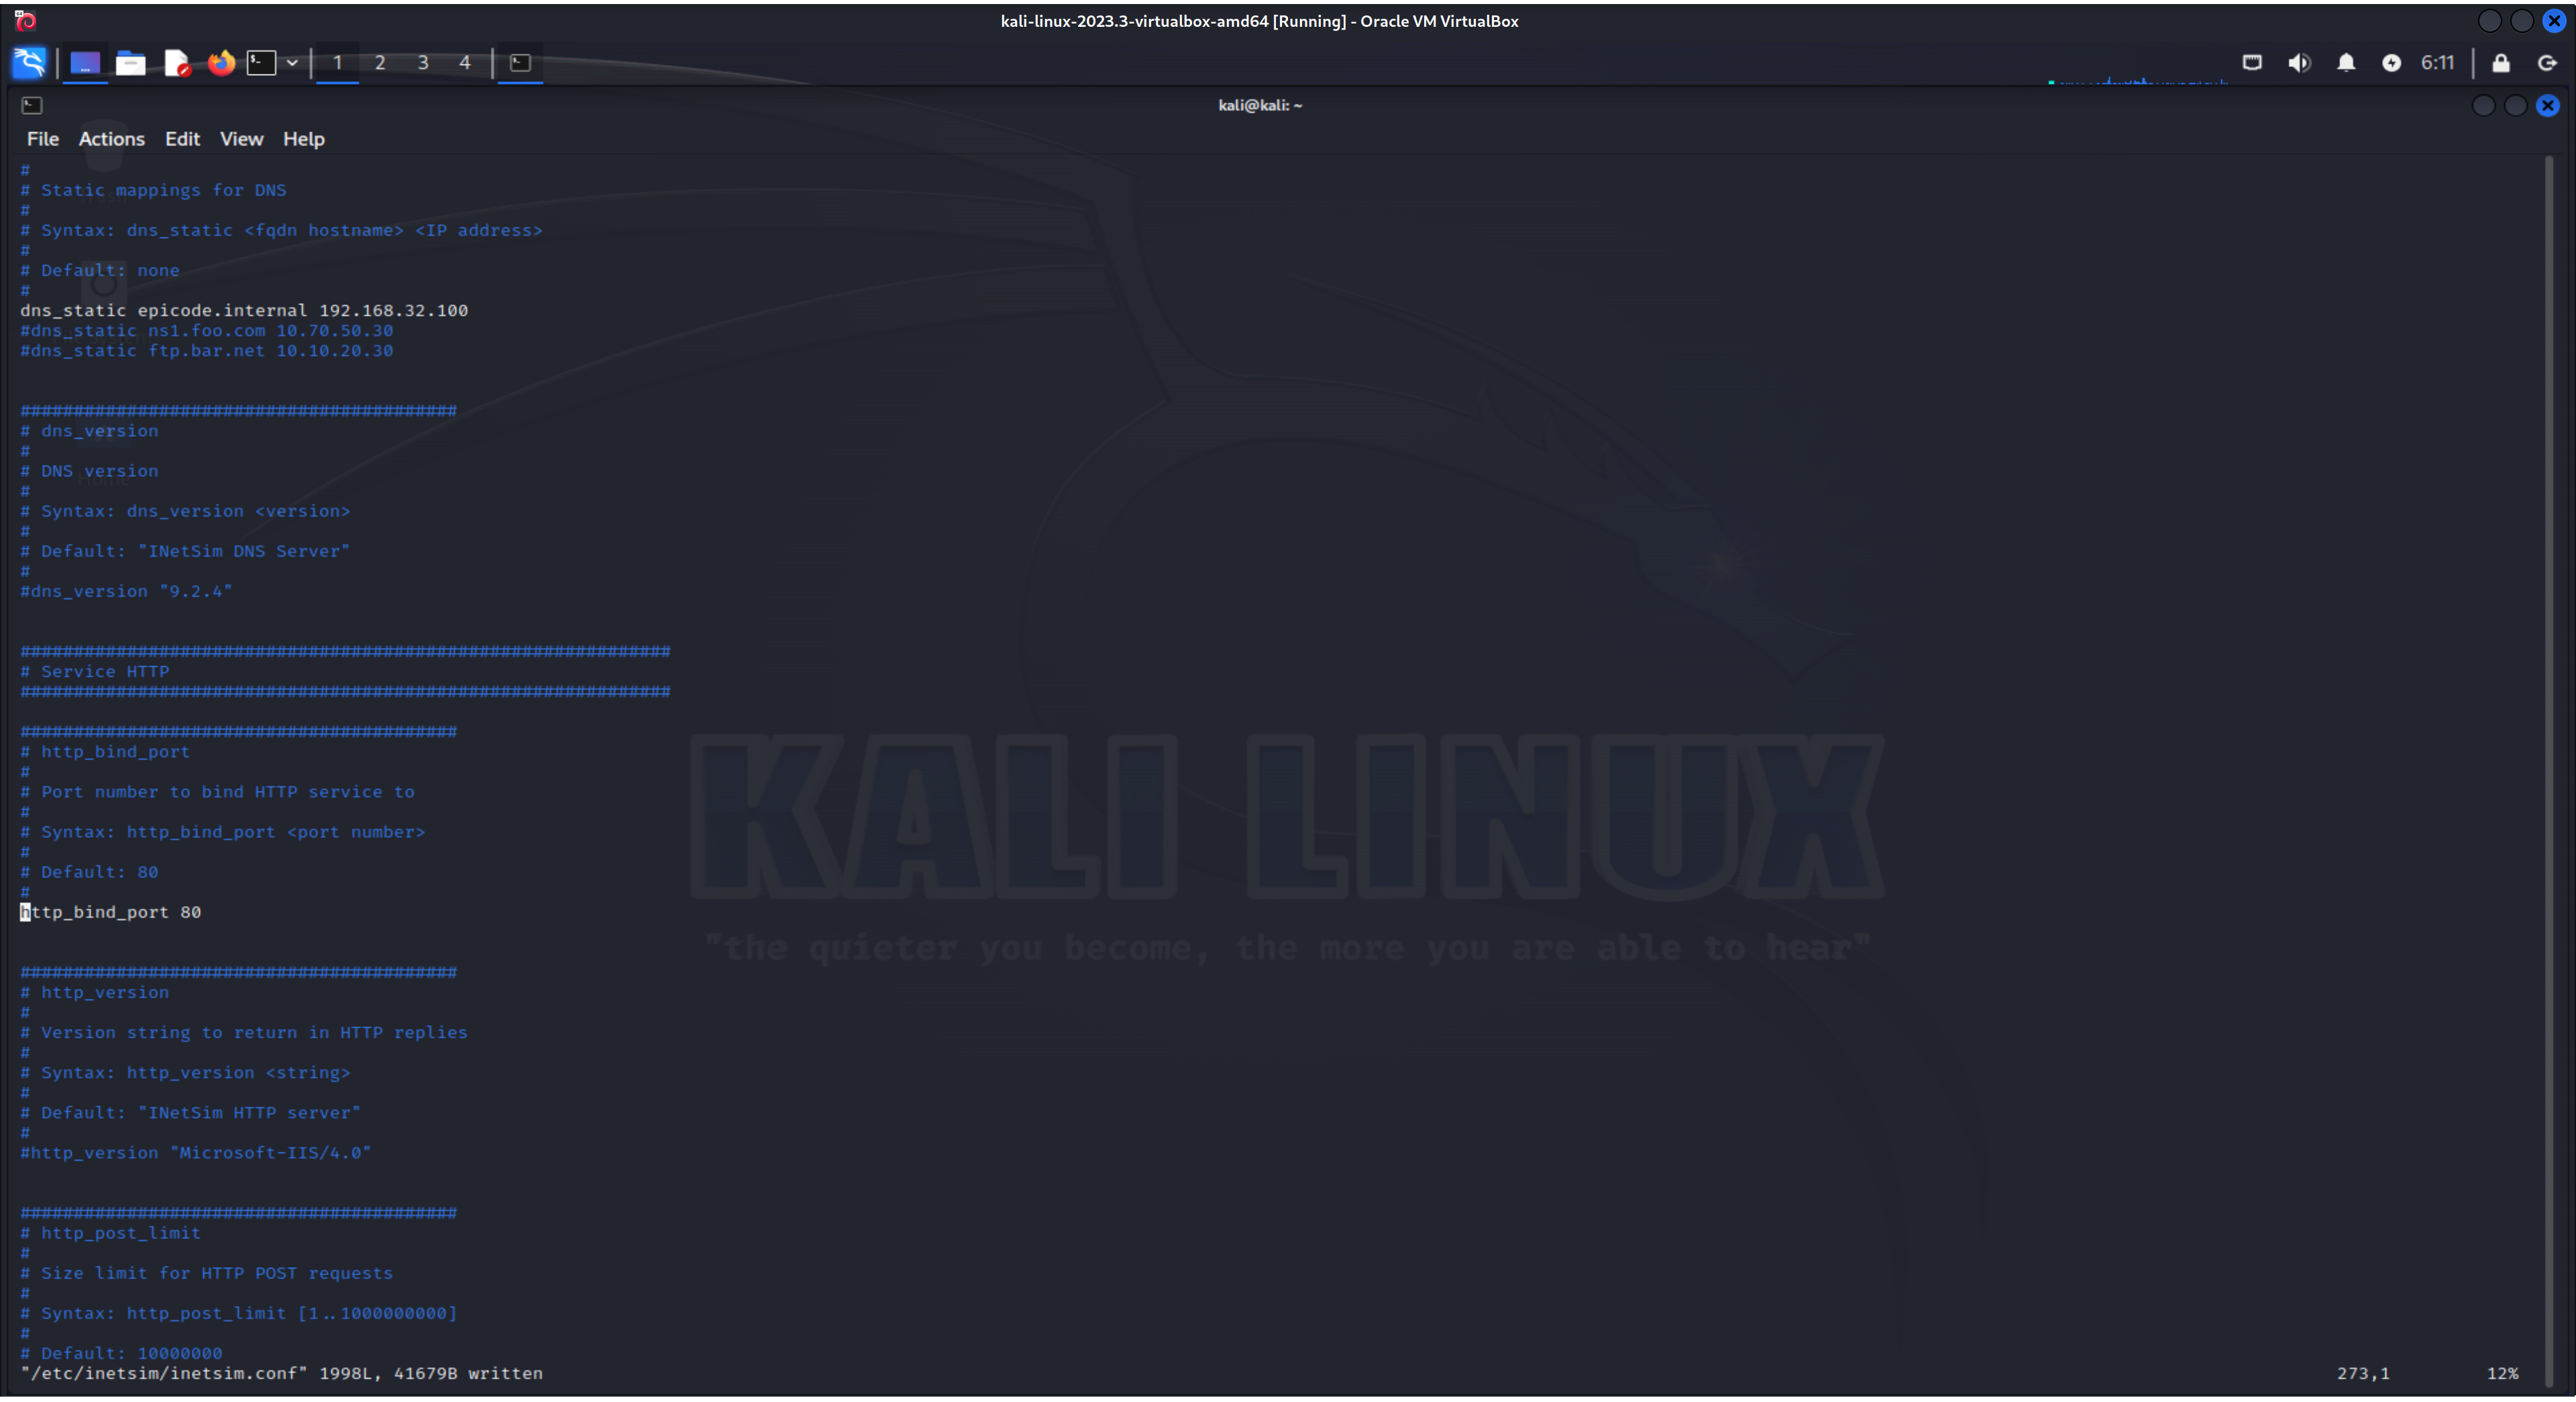 kali-linux-2023.3-virtualbox-amd64 [Running] - Oracle VM VirtualBox
1 2 3 4
6:11
kali@kali: ~
File Actions Edit View Help
#
# Static mappings for DNS
#
# Syntax: dns_static <fqdn hostname> <IP address>
#
# Default: none
#
dns_static epicode.internal 192.168.32.100
#dns_static ns1.foo.com 10.70.50.30
#dns_static ftp.bar.net 10.10.20.30
#########################################
# dns_version
#
# DNS version
#
# Syntax: dns_version <version>
#
# Default: "INetSim DNS Server"
#
#dns_version "9.2.4"
#############################################################
# Service HTTP
#############################################################
#########################################
# http_bind_port
#
# Port number to bind HTTP service to
#
# Syntax: http_bind_port <port number>
#
# Default: 80
#
http_bind_port 80
#########################################
# http_version
#
# Version string to return in HTTP replies
#
# Syntax: http_version <string>
#
# Default: "INetSim HTTP server"
#
#http_version "Microsoft-IIS/4.0"
#########################################
# http_post_limit
#
# Size limit for HTTP POST requests
#
# Syntax: http_post_limit [1..1000000000]
#
# Default: 10000000
"/etc/inetsim/inetsim.conf" 1998L, 41679B written
273,1 12%
KALI LINUX
"the quieter you become, the more you are able to hear"
Home